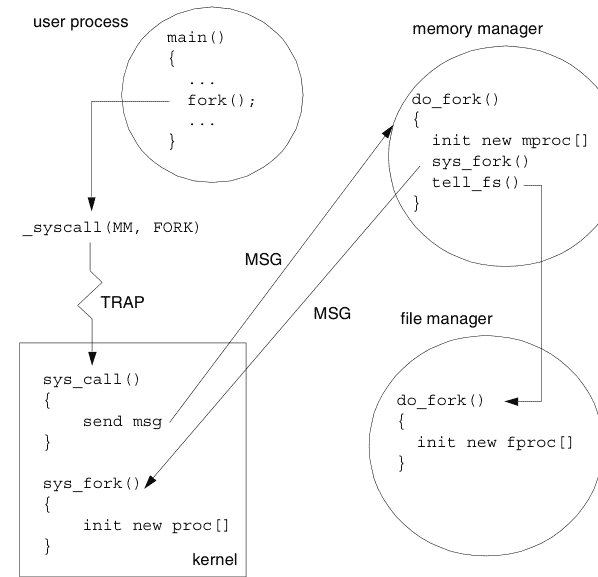 user process
main()
{
...
fork();
...
}
_syscall(MM, FORK)
TRAP
MSG
MSG
memory manager
do_fork()
{
init new mproc[]
sys_fork()
tell_fs()
}
file manager
do_fork()
{
init new fproc[]
}
sys_call()
{
send msg
}
sys_fork()
{
init new proc[]
}
kernel